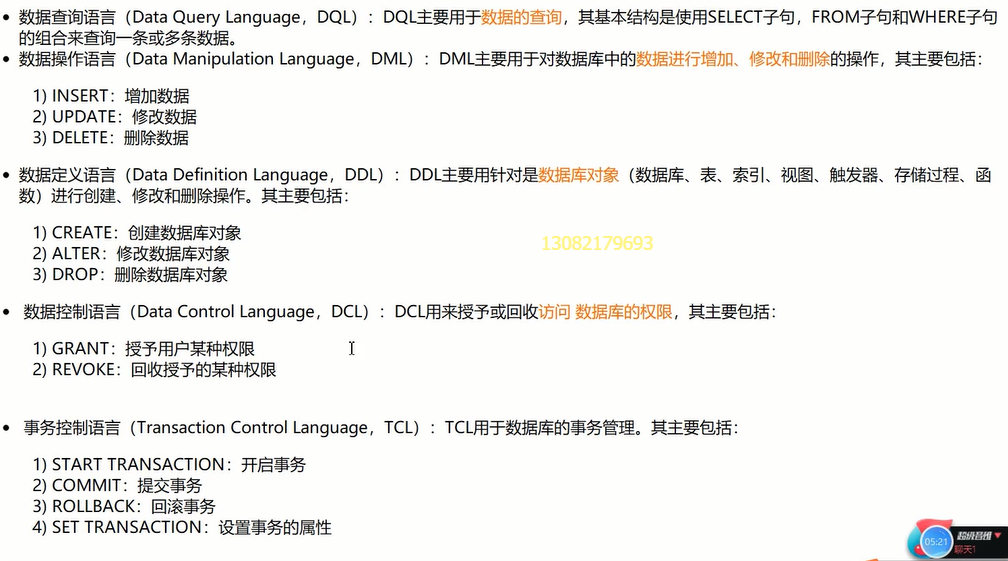 • 数据查询语言（Data Query Language，DQL）：DQL主要用于数据的查询，其基本结构是使用SELECT子句，FROM子句和WHERE子句
的组合来查询一条或多条数据。
• 数据操作语言（Data Manipulation Language，DML）：DML主要用于对数据库中的数据进行增加、修改和删除的操作，其主要包括：
1) INSERT：增加数据
2) UPDATE：修改数据
3) DELETE：删除数据
• 数据定义语言（Data Definition Language，DDL）：DDL主要用针对是数据库对象（数据库、表、索引、视图、触发器、存储过程、函
数）进行创建、修改和删除操作。其主要包括：
1) CREATE：创建数据库对象
2) ALTER：修改数据库对象
13082179693
3) DROP：删除数据库对象
• 数据控制语言（Data Control Language，DCL）：DCL用来授予或回收访问 数据库的权限，其主要包括：
1) GRANT：授予用户某种权限
2) REVOKE：回收授予的某种权限
• 事务控制语言（Transaction Control Language，TCL）：TCL用于数据库的事务管理。其主要包括：
1) START TRANSACTION：开启事务
2) COMMIT：提交事务
3) ROLLBACK：回滚事务
4) SET TRANSACTION：设置事务的属性
05:21
聊天1